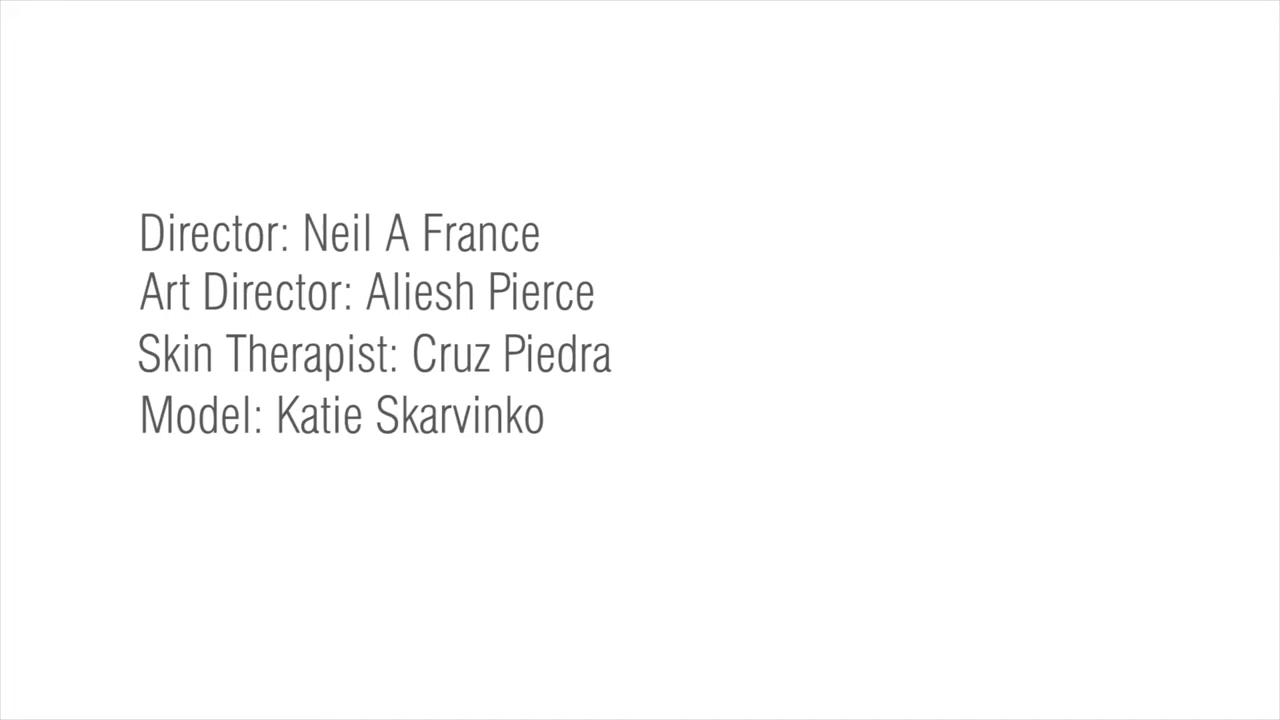 Director: Neil A France
Art Director: Aliesh Pierce
Skin Therapist: Cruz Piedra
Model: Katie Skarvinko